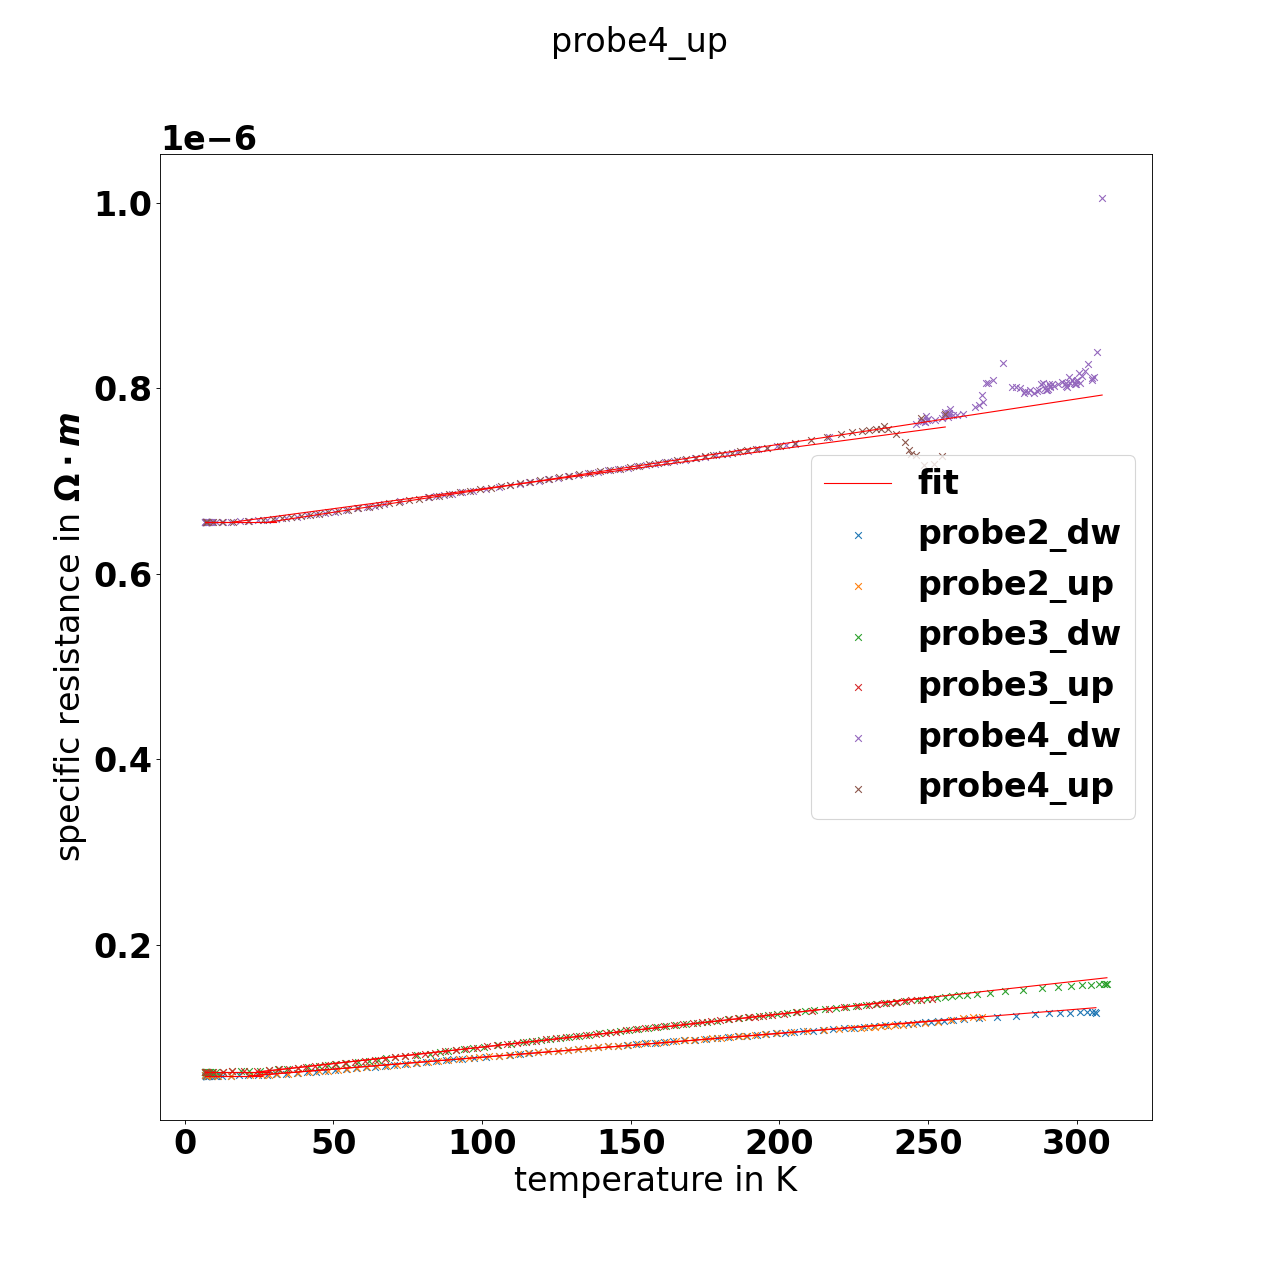 probe4_up
1e−6
1.0
0.8
0.6
0.4
0.2
specific resistance in Ω · m
fit
probe2_dw
probe2_up
probe3_dw
probe3_up
probe4_dw
probe4_up
0 50 100 150 200 250 300
temperature in K